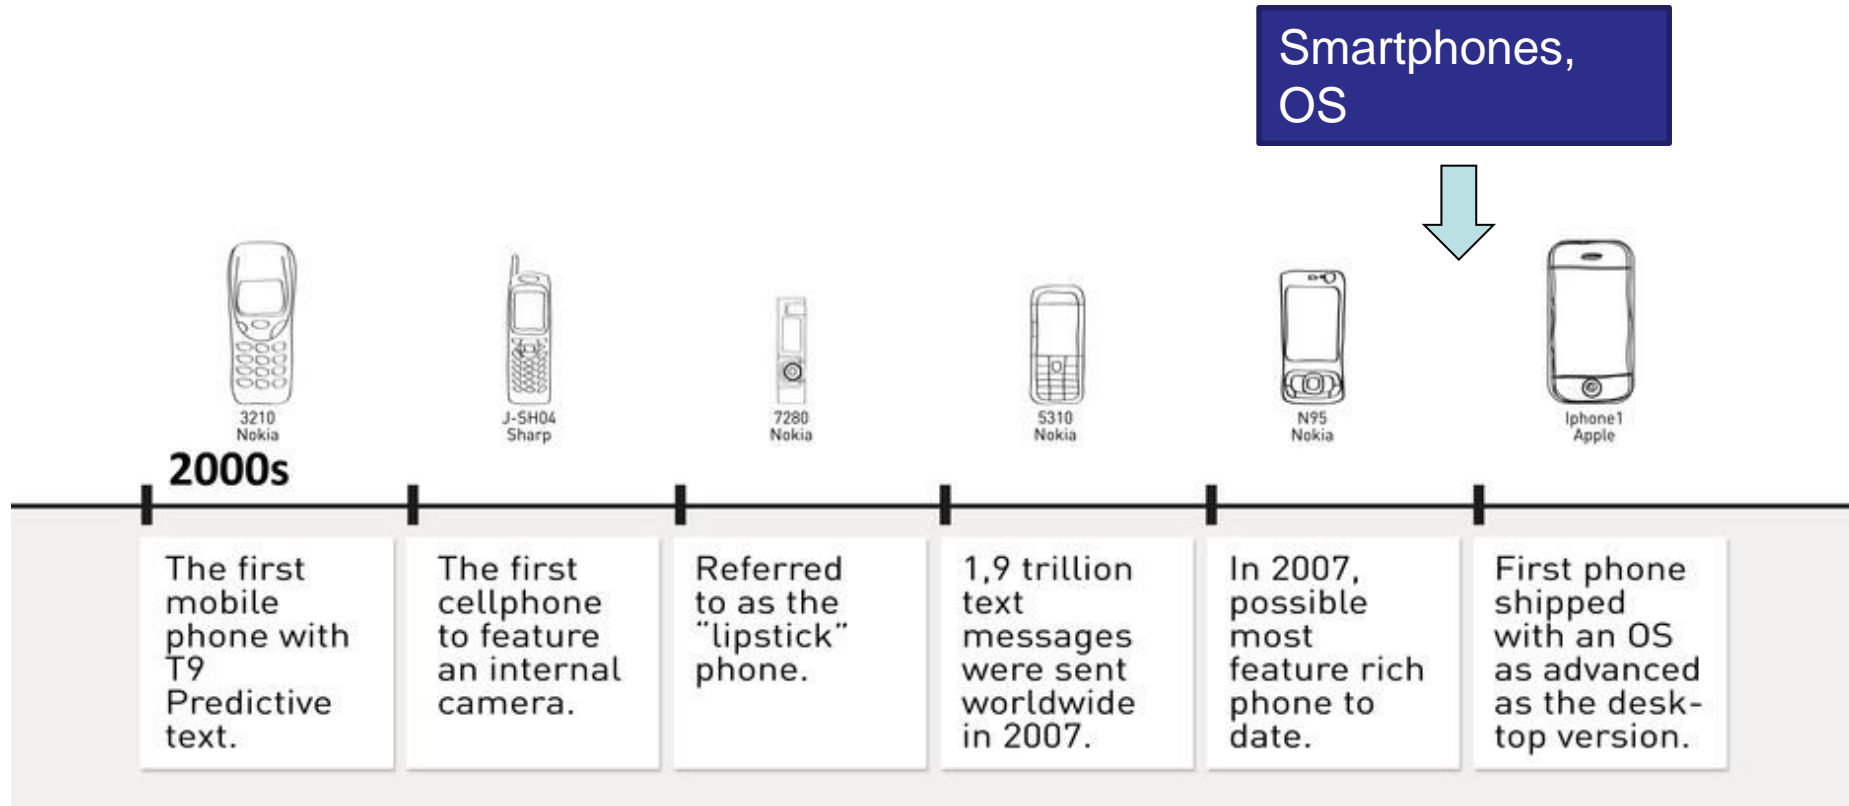 Smartphones,
OS
3210
Nokia
J-SH04
Sharp
7280
Nokia
5310
Nokia
N95
Nokia
Iphone1
Apple
2000s
The first
mobile
phone with
T9
Predictive
text.
The first
cellphone
to feature
an internal
camera.
Referred
to as the
"lipstick"
phone.
1,9 trillion
text
messages
were sent
worldwide
in 2007.
In 2007,
possible
most
feature rich
phone to
date.
First phone
shipped
with an OS
as advanced
as the desk-
top version.